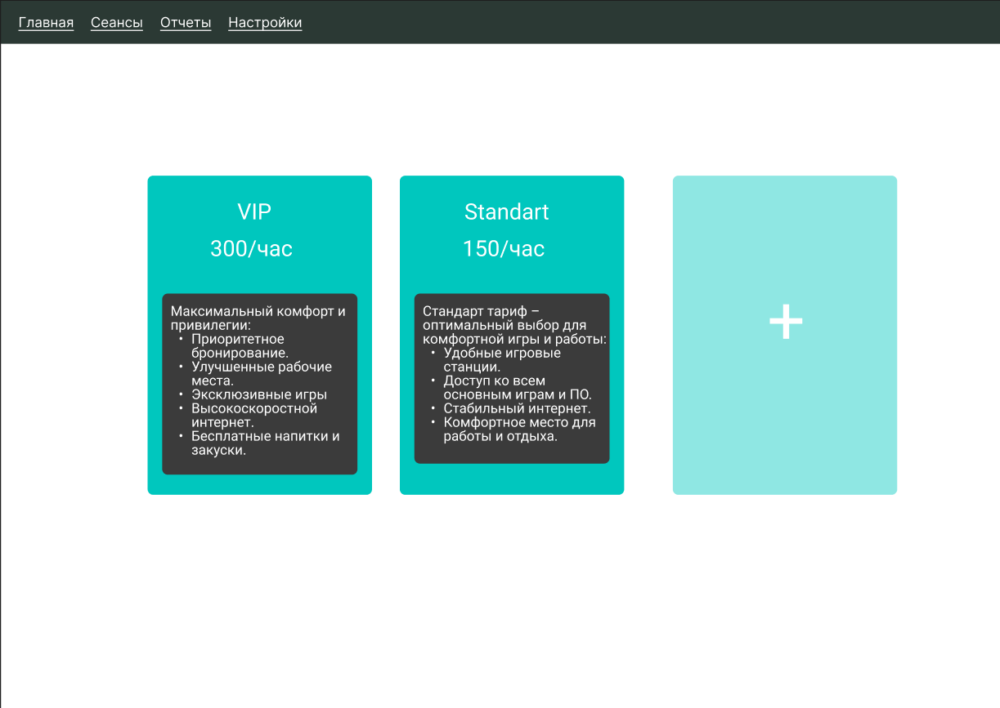 Главная Сеансы Отчеты Настройки
VIP
300/час
Максимальный комфорт и
привилегии:
• Приоритетное
бронирование.
• Улучшенные рабочие
места.
• Эксклюзивные игры
• Высокоскоростной
интернет.
• Бесплатные напитки и
закуски.
Standart
150/час
Стандарт тариф –
оптимальный выбор для
комфортной игры и работы:
• Удобные игровые
станции.
• Доступ ко всем
основным играм и ПО.
• Стабильный интернет.
• Комфортное место для
работы и отдыха.
+